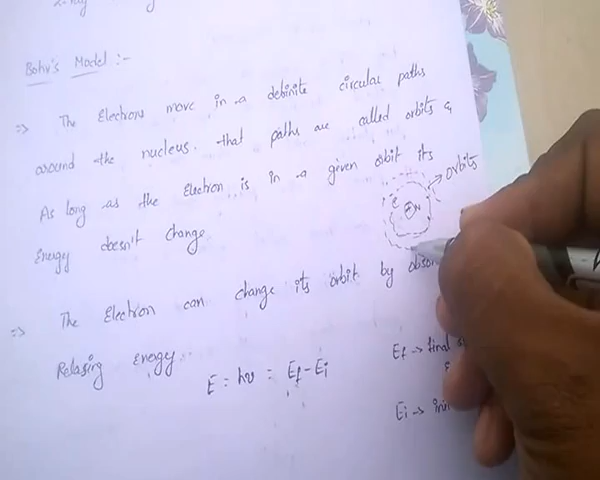 Bohr's Model :-
=> The Electrons move in a definite circular paths
around the nucleus. that paths are called orbits &
As long as the Electron is in a given orbit its
Energy doesn't change
orbits
e
N
=> The Electron can change its orbit by
Relasing energy
E = hν = Ef - Ei
Ef -> final
Ei ->